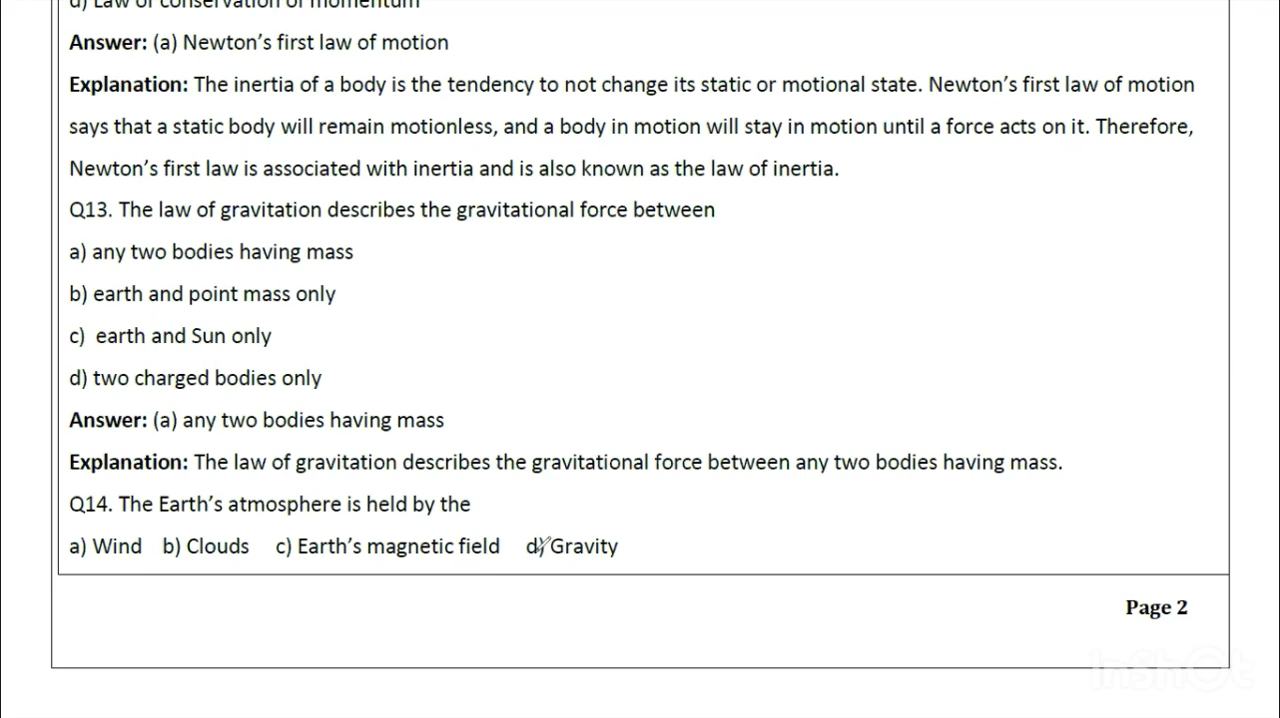 d) Law of conservation of momentum
Answer: (a) Newton’s first law of motion
Explanation: The inertia of a body is the tendency to not change its static or motional state. Newton’s first law of motion
says that a static body will remain motionless, and a body in motion will stay in motion until a force acts on it. Therefore,
Newton’s first law is associated with inertia and is also known as the law of inertia.
Q13. The law of gravitation describes the gravitational force between
a) any two bodies having mass
b) earth and point mass only
c) earth and Sun only
d) two charged bodies only
Answer: (a) any two bodies having mass
Explanation: The law of gravitation describes the gravitational force between any two bodies having mass.
Q14. The Earth’s atmosphere is held by the
a) Wind b) Clouds c) Earth’s magnetic field d) Gravity
Page 2
InShOt